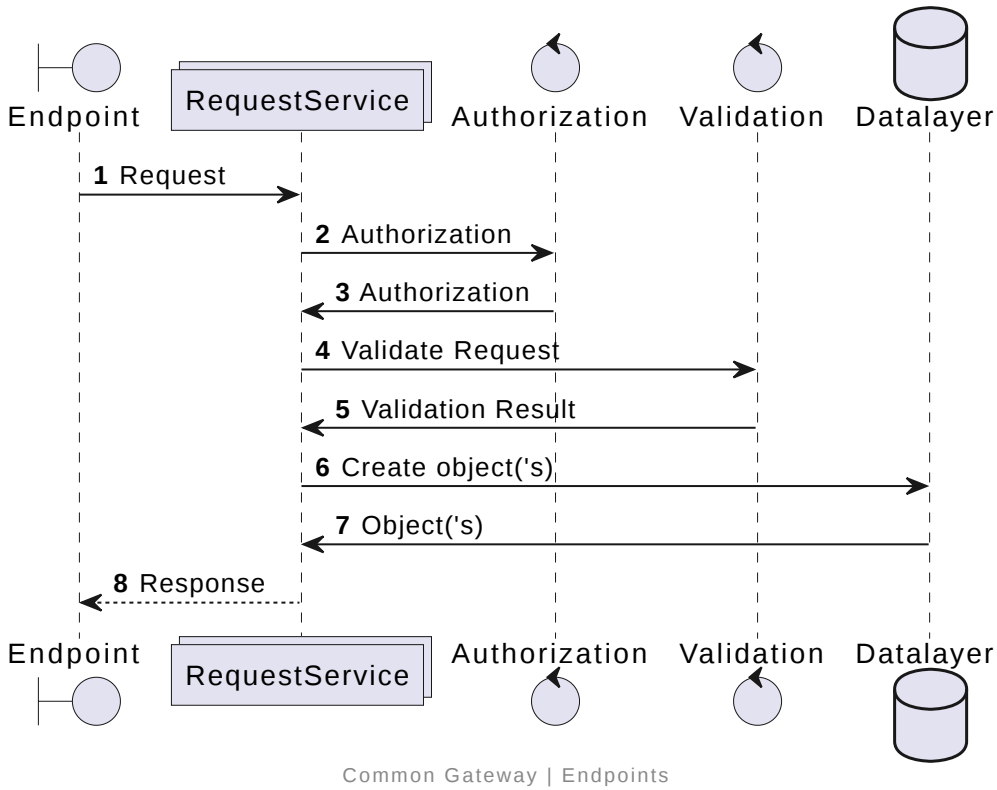 Endpoint RequestService Authorization Validation Datalayer
1 Request
2 Authorization
3 Authorization
4 Validate Request
5 Validation Result
6 Create object('s)
7 Object('s)
8 Response
Endpoint RequestService Authorization Validation Datalayer
Common Gateway | Endpoints